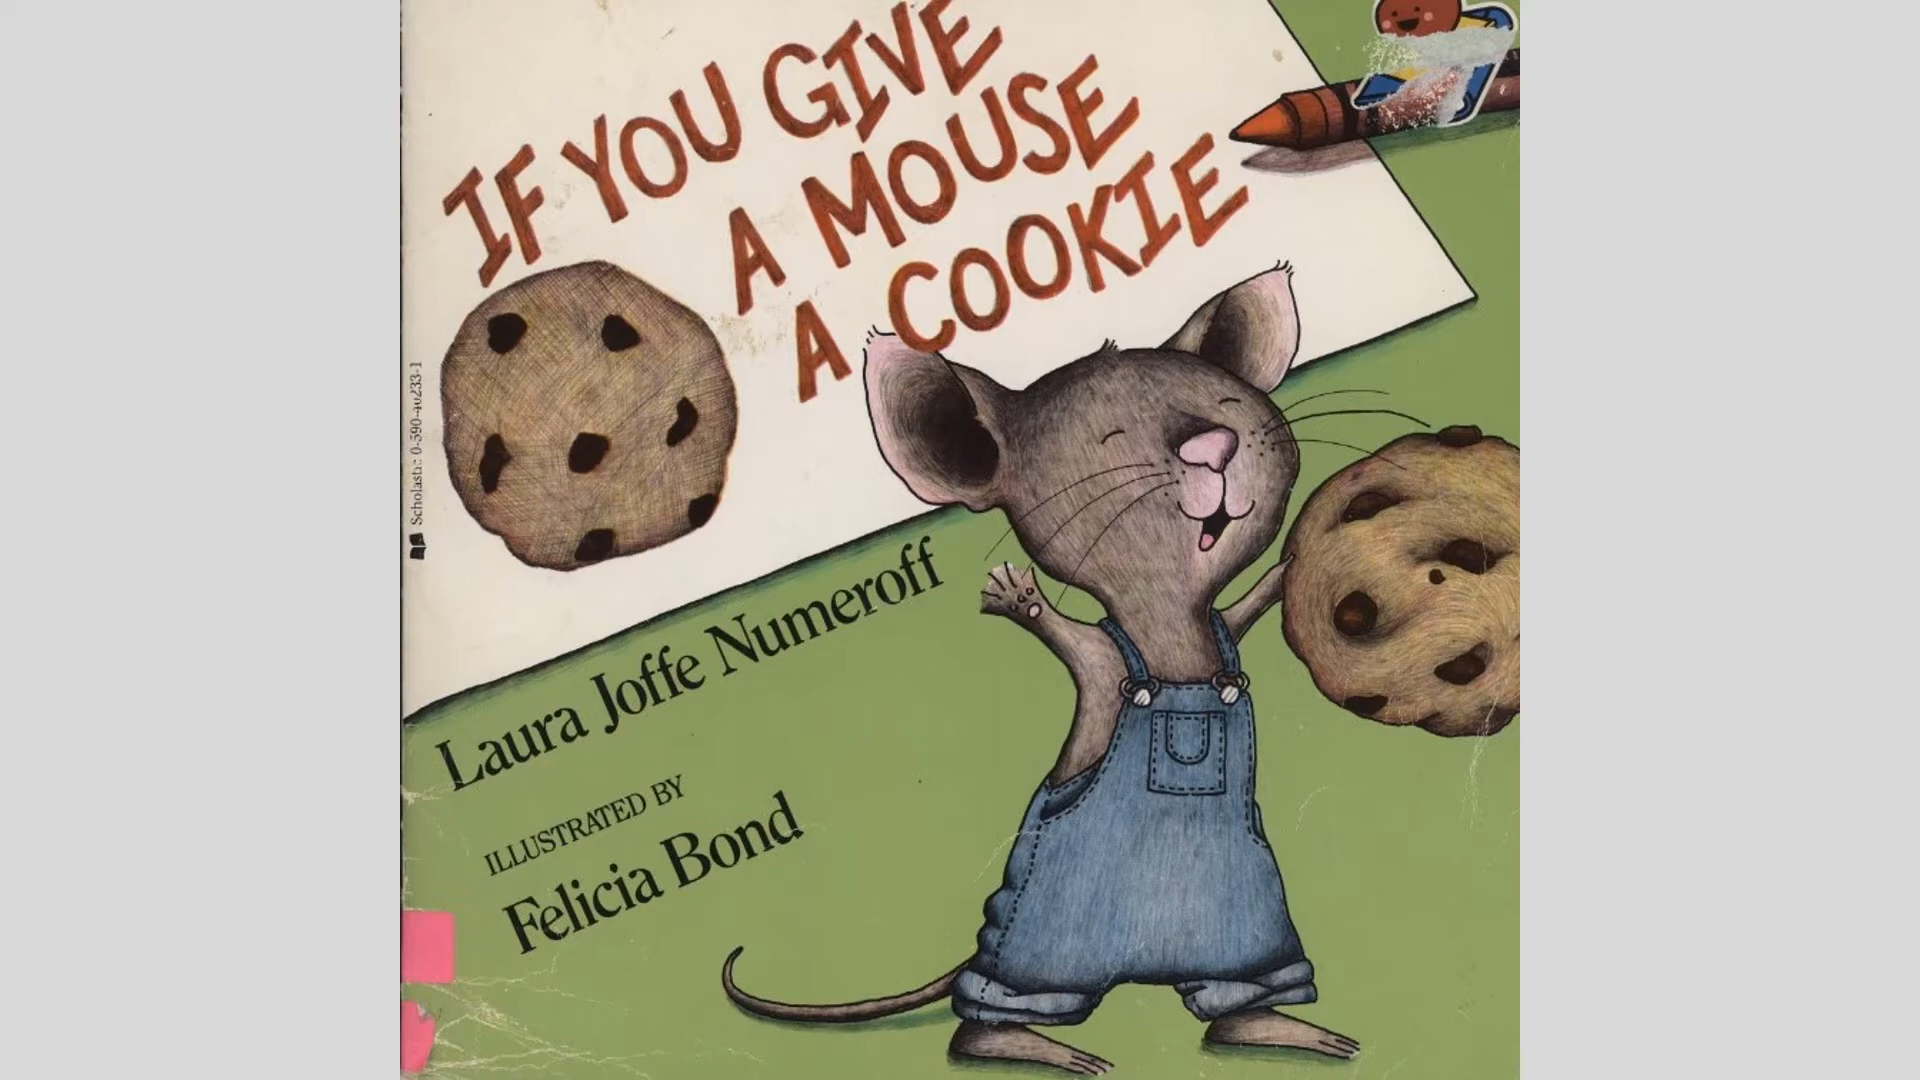 IF YOU GIVE
A MOUSE
A COOKIE
Laura Joffe Numeroff
ILLUSTRATED BY
Felicia Bond
Scholastic 0-590-40233-1